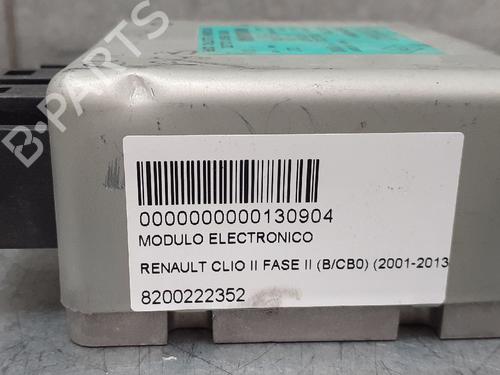 B-PARTS
0000000000130904
MODULO ELECTRONICO
RENAULT CLIO II FASE II (B/CB0) (2001-2013
8200222352